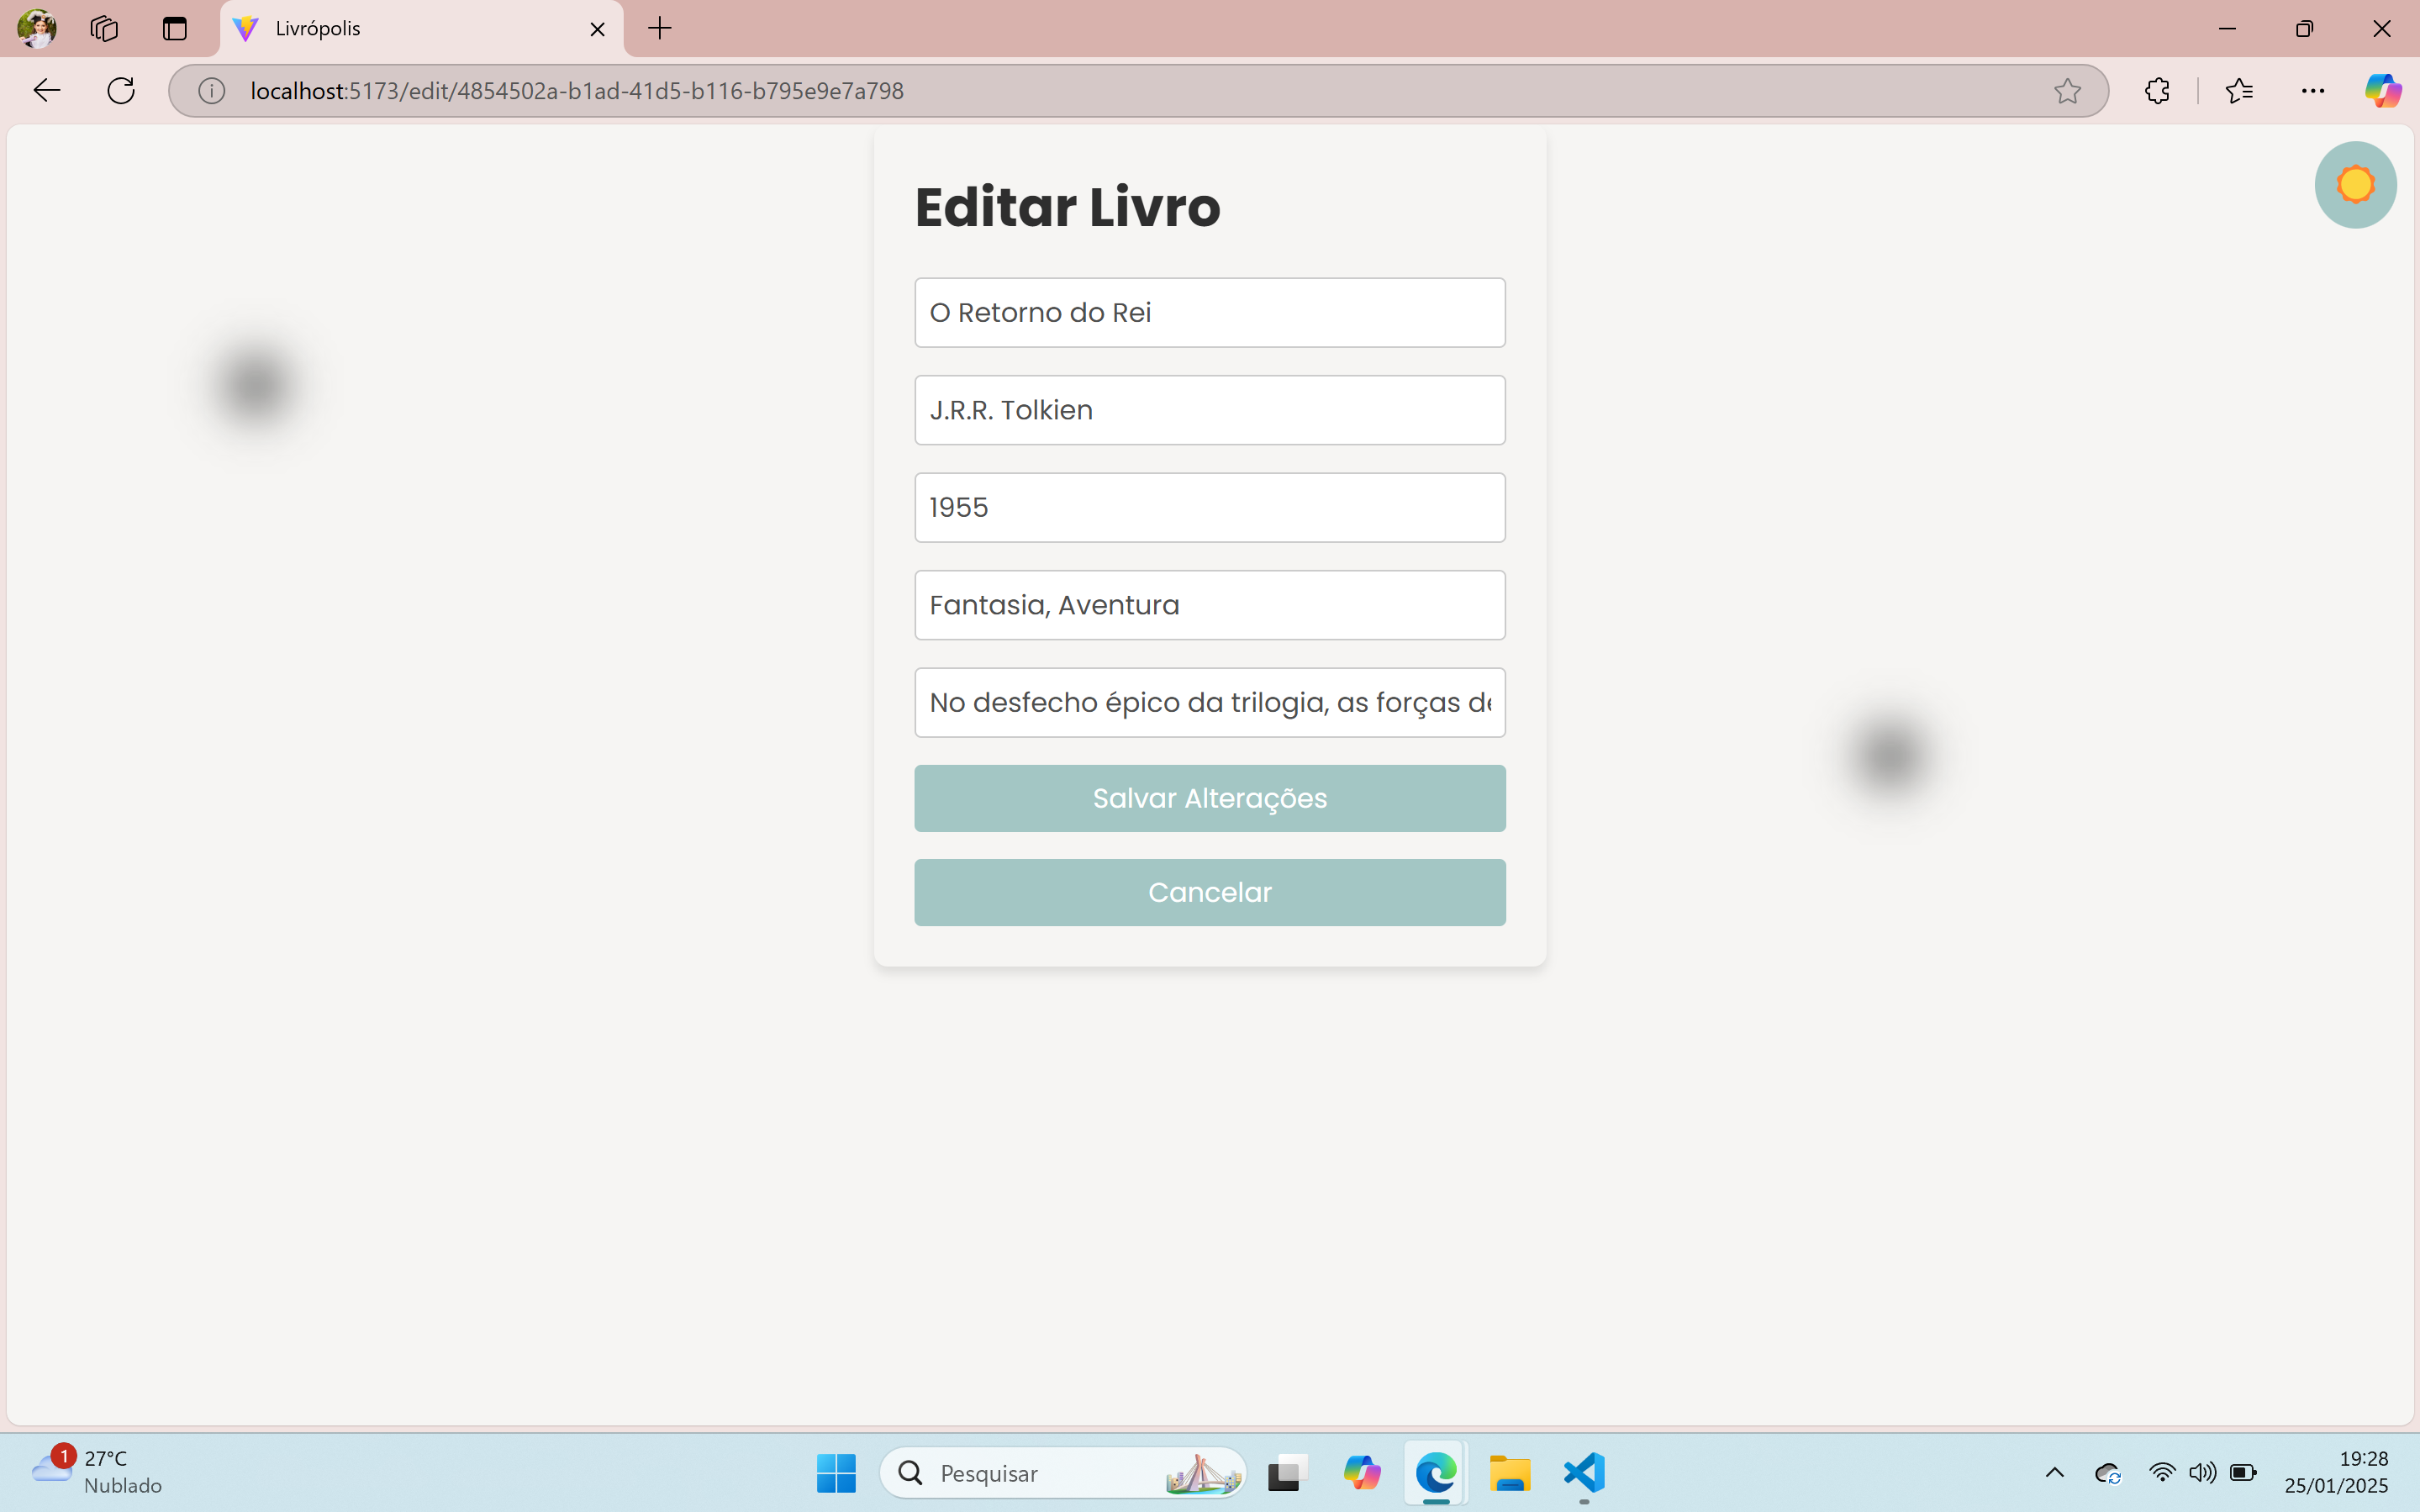 Livrópolis
localhost:5173/edit/4854502a-b1ad-41d5-b116-b795e9e7a798
Editar Livro
O Retorno do Rei
J.R.R. Tolkien
1955
Fantasia, Aventura
No desfecho épico da trilogia, as forças de
Salvar Alterações
Cancelar
1
27°C
Nublado
Pesquisar
19:28
25/01/2025